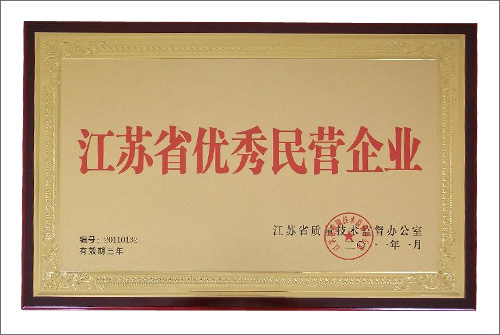 江苏省优秀民营企业
编号：20110132
有效期三年
江苏省质量技术监督办公室
二〇一一年一月